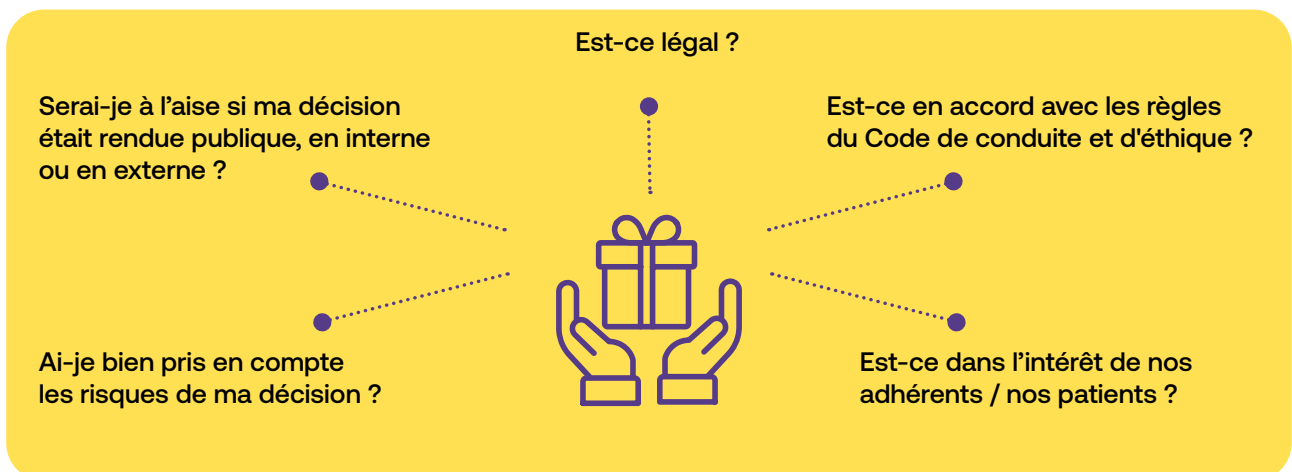 Est-ce légal ?
Serai-je à l’aise si ma décision
était rendue publique, en interne
ou en externe ?
Est-ce en accord avec les règles
du Code de conduite et d'éthique ?
Ai-je bien pris en compte
les risques de ma décision ?
Est-ce dans l’intérêt de nos
adhérents / nos patients ?